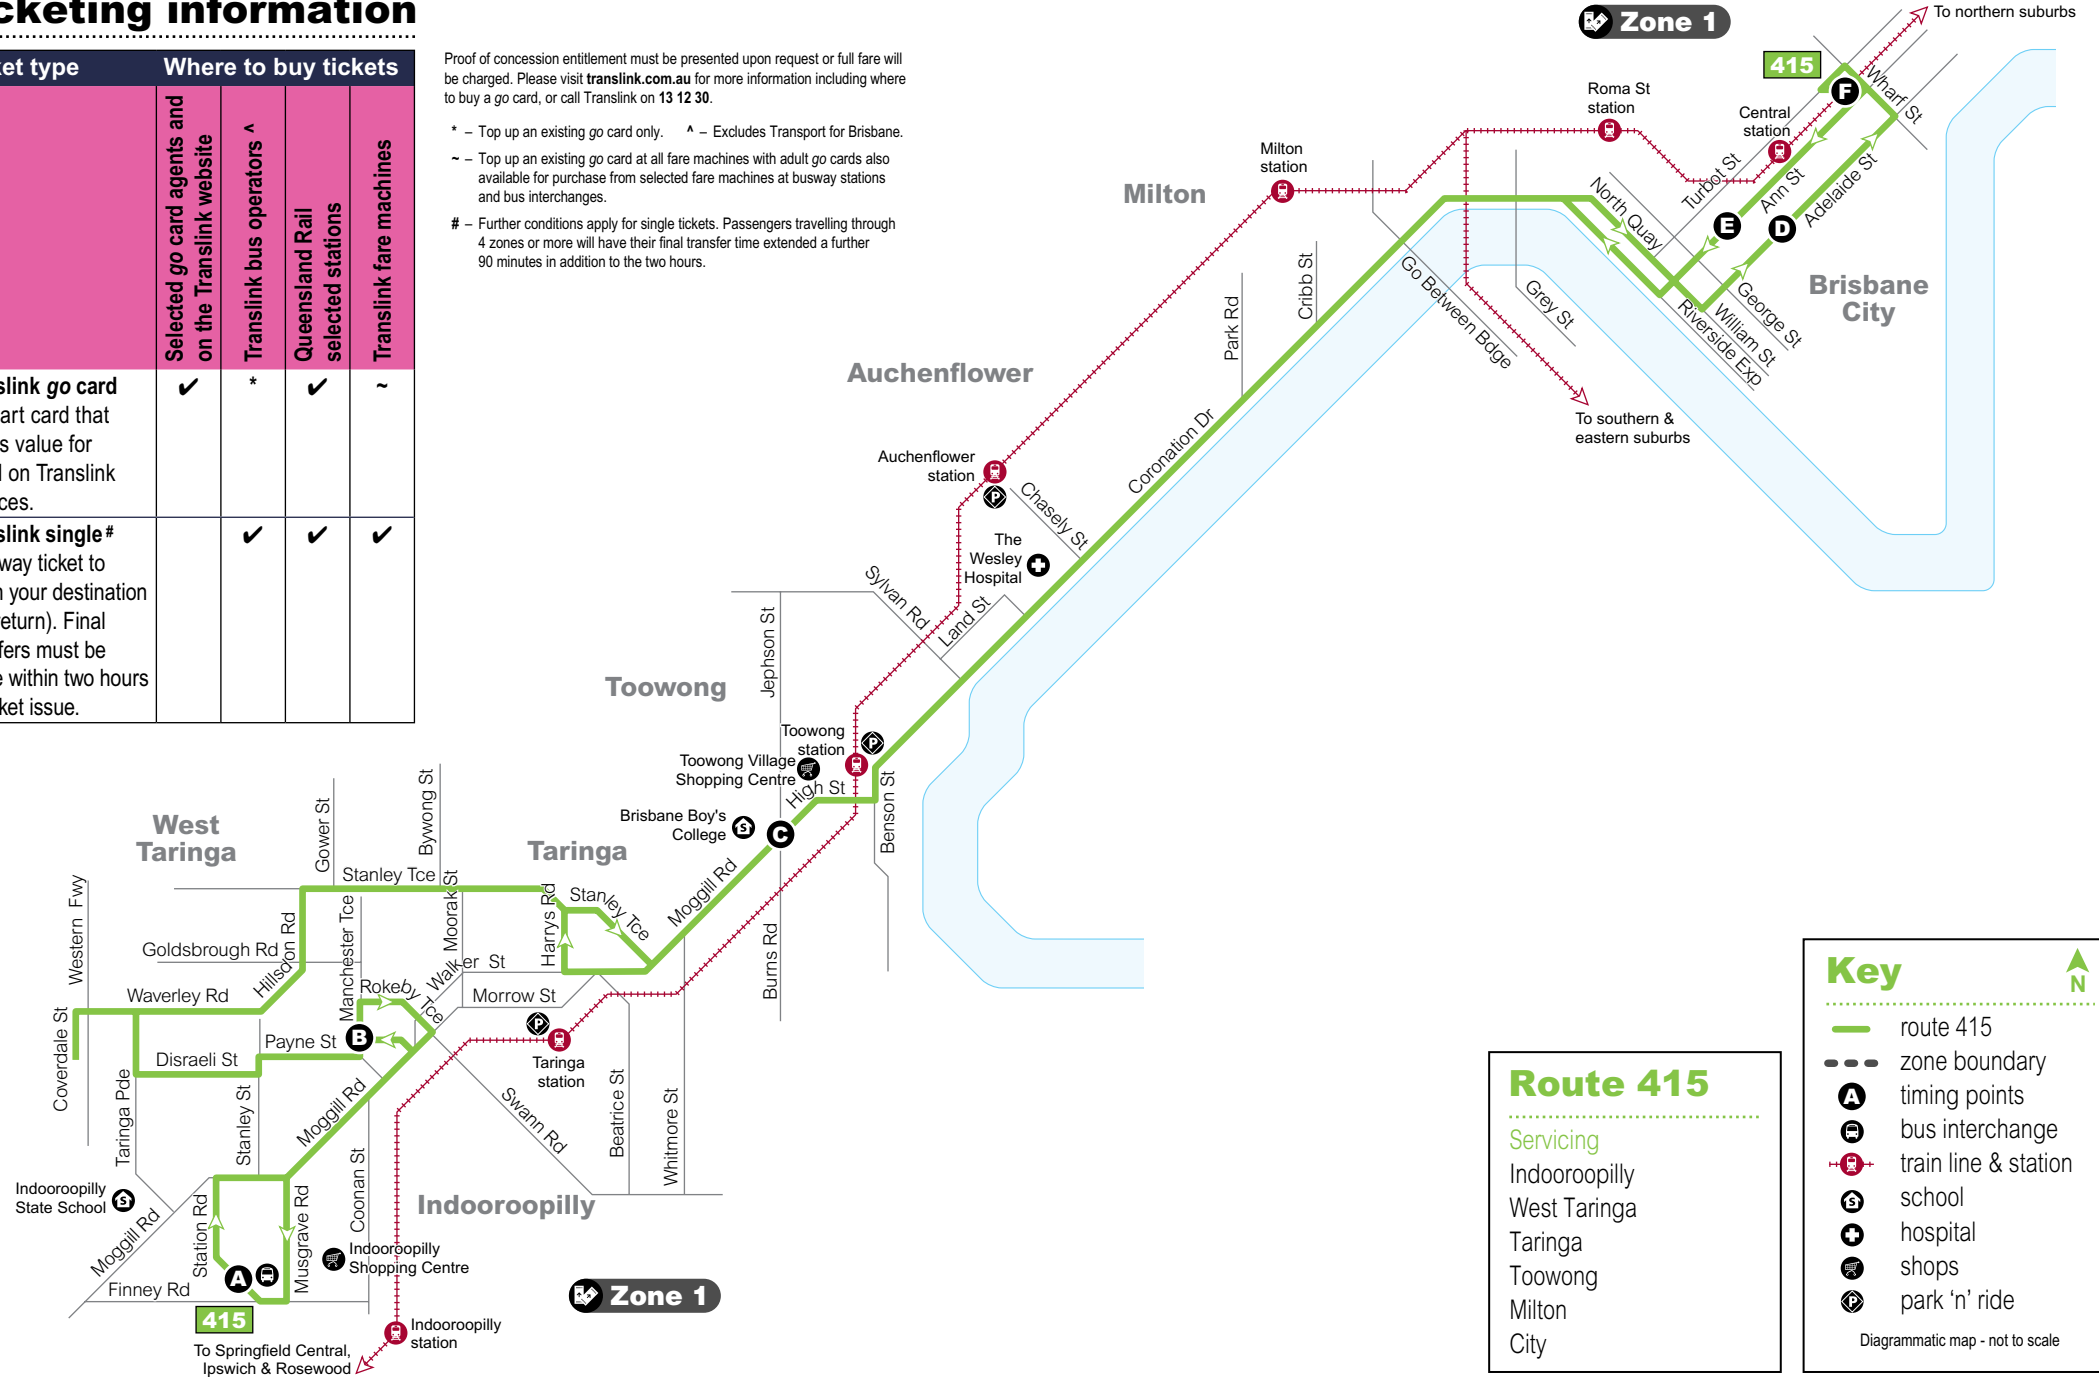 cketing information
ket type
Where to buy tickets
Selected go card agents and
on the Translink website
Translink bus operators ^
Queensland Rail
selected stations
Translink fare machines
slink go card
art card that
s value for
l on Translink
ces.
✔ * ✔ ~
slink single#
way ticket to
n your destination
return). Final
fers must be
e within two hours
ket issue.
✔ ✔ ✔
Proof of concession entitlement must be presented upon request or full fare will
be charged. Please visit translink.com.au for more information including where
to buy a go card, or call Translink on 13 12 30.
* – Top up an existing go card only. ^ – Excludes Transport for Brisbane.
~ – Top up an existing go card at all fare machines with adult go cards also
available for purchase from selected fare machines at busway stations
and bus interchanges.
# – Further conditions apply for single tickets. Passengers travelling through
4 zones or more will have their final transfer time extended a further
90 minutes in addition to the two hours.
Zone 1
To northern suburbs
415
F
Wharf St
Roma St
station
Central
station
Milton
station
Milton
Turbot St
Ann St
Adelaide St
North Quay
E
D
Brisbane
City
George St
William St
Riverside Exp
Go Between Bdge
Grey St
Cribb St
Park Rd
To southern &
eastern suburbs
Auchenflower
Coronation Dr
Auchenflower
station
P
Chasely St
The
Wesley
Hospital
Sylvan Rd
Land St
Jephson St
Toowong
Toowong
station
P
Toowong Village
Shopping Centre
High St
Benson St
Brisbane Boy's
College
C
Moggill Rd
Burns Rd
West
Taringa
Gower St
Bywong St
Taringa
Stanley Tce
Stanley Tce
Harrys Rd
Western Fwy
Hillsdon Rd
Manchester Tce
Moorak St
Goldsbrough Rd
Walker St
Rokeby Tce
Morrow St
Waverley Rd
Coverdale St
Payne St
B
P
Disraeli St
Taringa
station
Taringa Pde
Stanley St
Moggill Rd
Swann Rd
Beatrice St
Whitmore St
Coonan St
Indooroopilly
State School
Moggill Rd
Station Rd
Musgrave Rd
Indooroopilly
Indooroopilly
Shopping Centre
A
Finney Rd
415
Zone 1
Indooroopilly
station
To Springfield Central,
Ipswich & Rosewood
Route 415
Servicing
Indooroopilly
West Taringa
Taringa
Toowong
Milton
City
Key
N
route 415
zone boundary
A timing points
bus interchange
train line & station
school
hospital
shops
P park ‘n’ ride
Diagrammatic map - not to scale